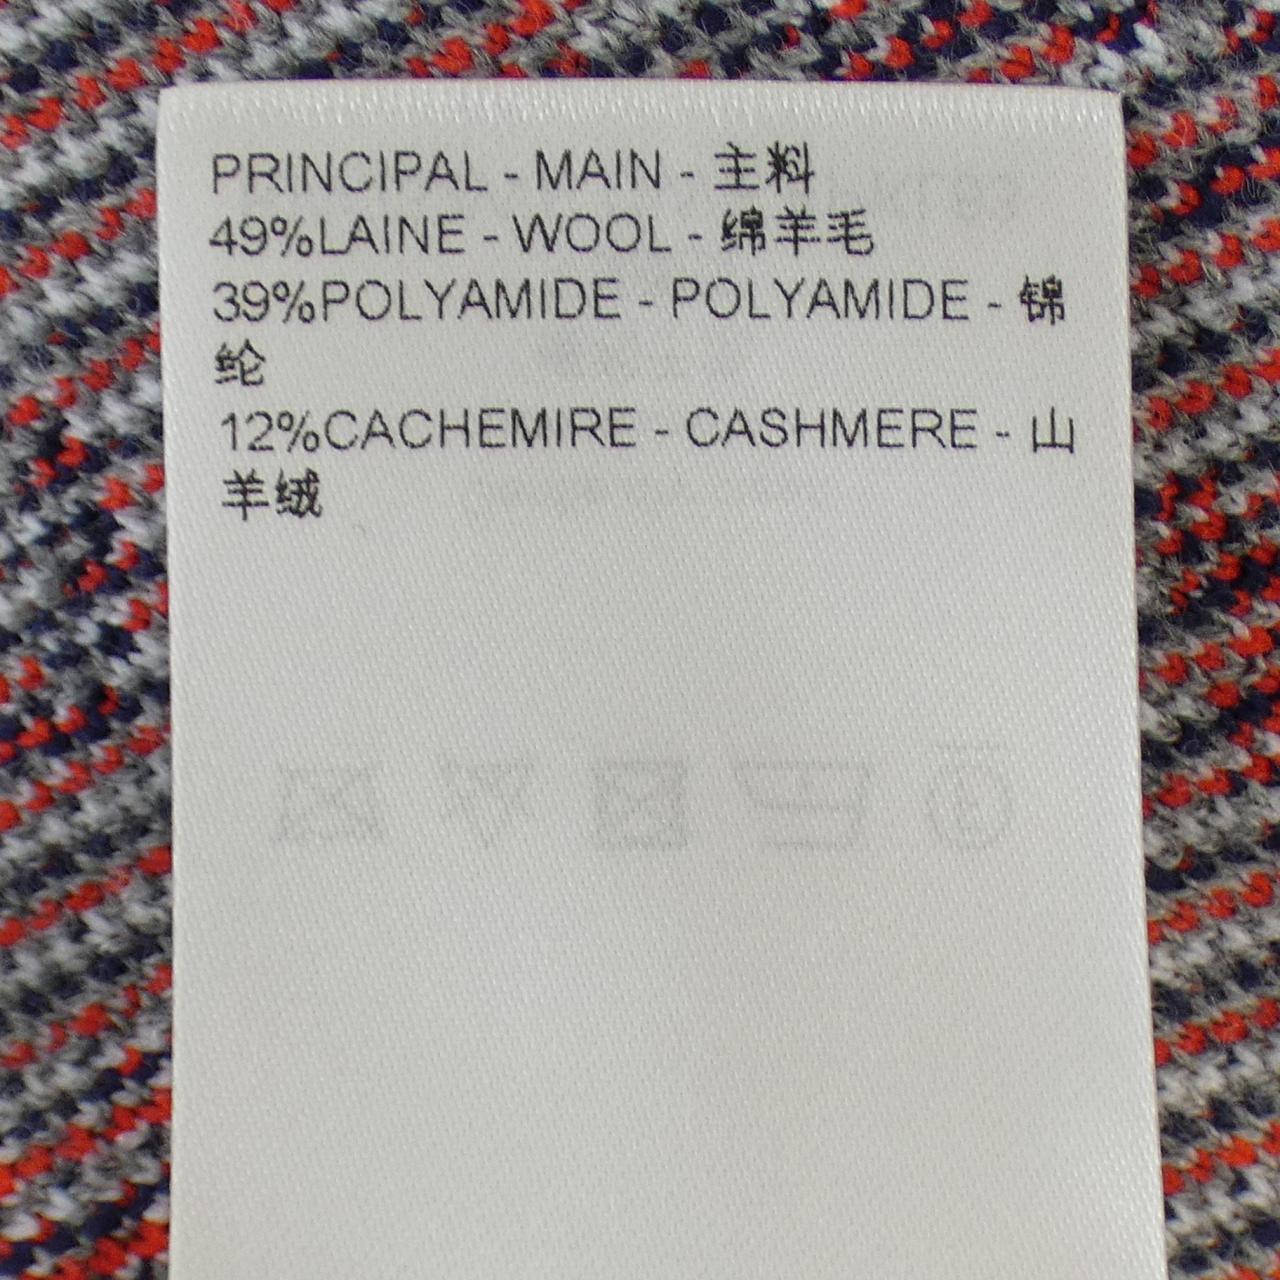 PRINCIPAL - MAIN - 主料
49%LAINE - WOOL - 绵羊毛
39%POLYAMIDE - POLYAMIDE - 锦
纶
12%CACHEMIRE - CASHMERE - 山
羊绒